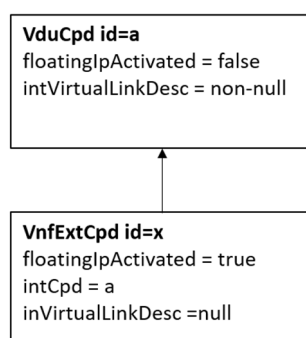 VduCpd id=a
floatingIpActivated = false
intVirtualLinkDesc = non-null
VnfExtCpd id=x
floatingIpActivated = true
intCpd = a
inVirtualLinkDesc =null